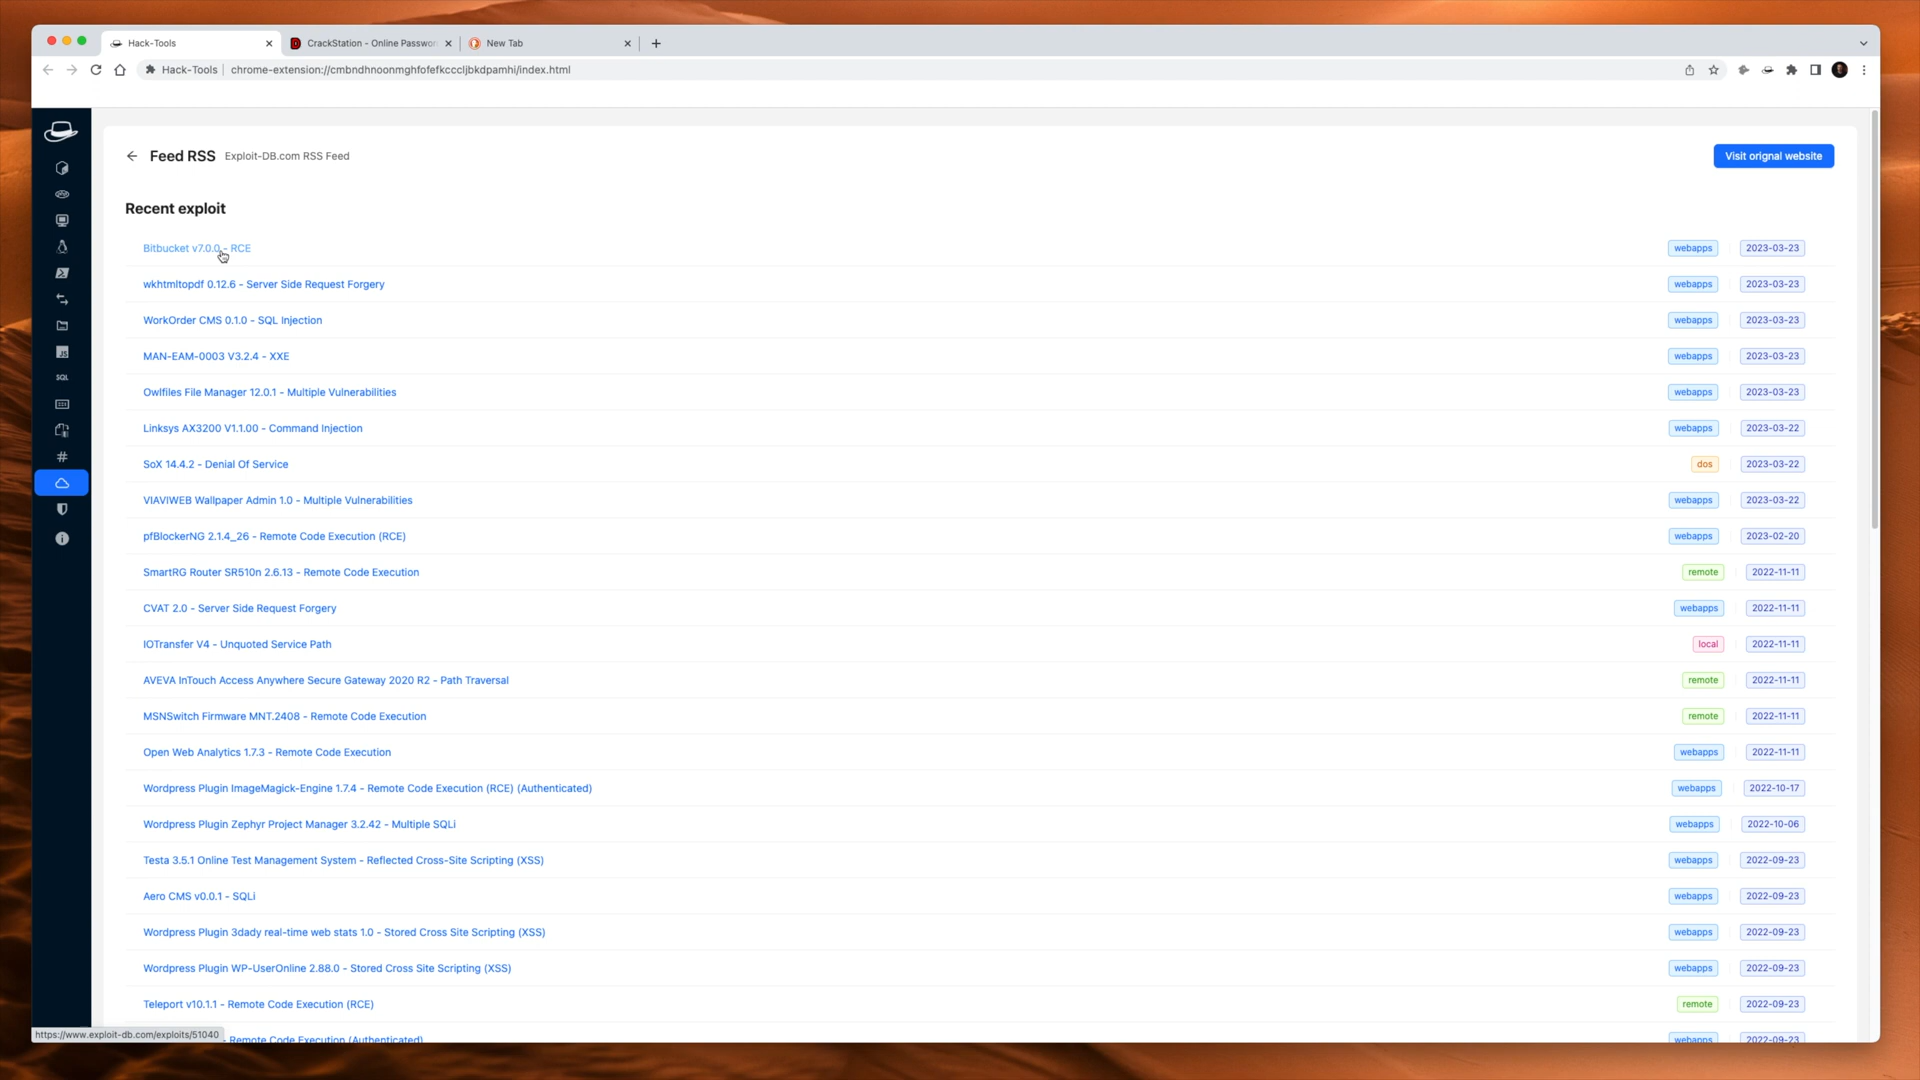 Hack-Tools
CrackStation - Online Passwor
New Tab
Hack-Tools
chrome-extension://cmbndhnoonmghfofefkcccljbkdpamhi/index.html
Feed RSS Exploit-DB.com RSS Feed
Visit orignal website
Recent exploit
Bitbucket v7.0.0 - RCE webapps 2023-03-23
wkhtmltopdf 0.12.6 - Server Side Request Forgery webapps 2023-03-23
WorkOrder CMS 0.1.0 - SQL Injection webapps 2023-03-23
MAN-EAM-0003 V3.2.4 - XXE webapps 2023-03-23
Owlfiles File Manager 12.0.1 - Multiple Vulnerabilities webapps 2023-03-23
JS
SQL
Linksys AX3200 V1.1.00 - Command Injection webapps 2023-03-22
SoX 14.4.2 - Denial Of Service dos 2023-03-22
VIAVIWEB Wallpaper Admin 1.0 - Multiple Vulnerabilities webapps 2023-03-22
pfBlockerNG 2.1.4_26 - Remote Code Execution (RCE) webapps 2023-02-20
SmartRG Router SR510n 2.6.13 - Remote Code Execution remote 2022-11-11
CVAT 2.0 - Server Side Request Forgery webapps 2022-11-11
IOTransfer V4 - Unquoted Service Path local 2022-11-11
AVEVA InTouch Access Anywhere Secure Gateway 2020 R2 - Path Traversal remote 2022-11-11
MSNSwitch Firmware MNT.2408 - Remote Code Execution remote 2022-11-11
Open Web Analytics 1.7.3 - Remote Code Execution webapps 2022-11-11
Wordpress Plugin ImageMagick-Engine 1.7.4 - Remote Code Execution (RCE) (Authenticated) webapps 2022-10-17
Wordpress Plugin Zephyr Project Manager 3.2.42 - Multiple SQLi webapps 2022-10-06
Testa 3.5.1 Online Test Management System - Reflected Cross-Site Scripting (XSS) webapps 2022-09-23
Aero CMS v0.0.1 - SQLi webapps 2022-09-23
Wordpress Plugin 3dady real-time web stats 1.0 - Stored Cross Site Scripting (XSS) webapps 2022-09-23
Wordpress Plugin WP-UserOnline 2.88.0 - Stored Cross Site Scripting (XSS) webapps 2022-09-23
Teleport v10.1.1 - Remote Code Execution (RCE) remote 2022-09-23
https://www.exploit-db.com/exploits/51040
- Remote Code Execution (Authenticated) webapps 2022-09-23